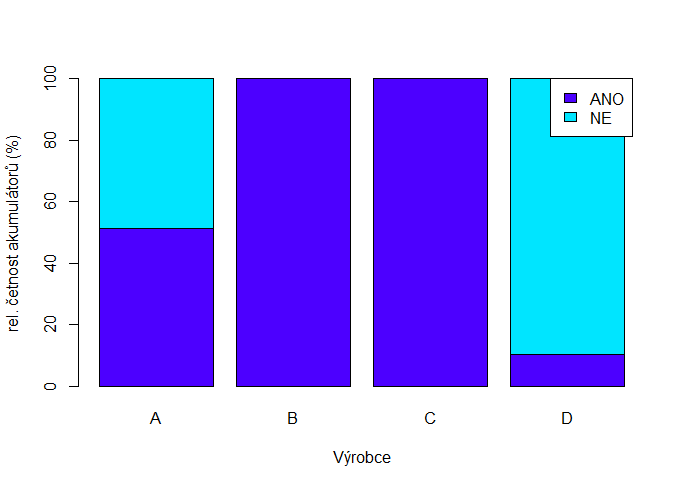 rel. četnost akumulátorů (%)
100
80
60
40
20
0
ANO
NE
A B C D
Výrobce